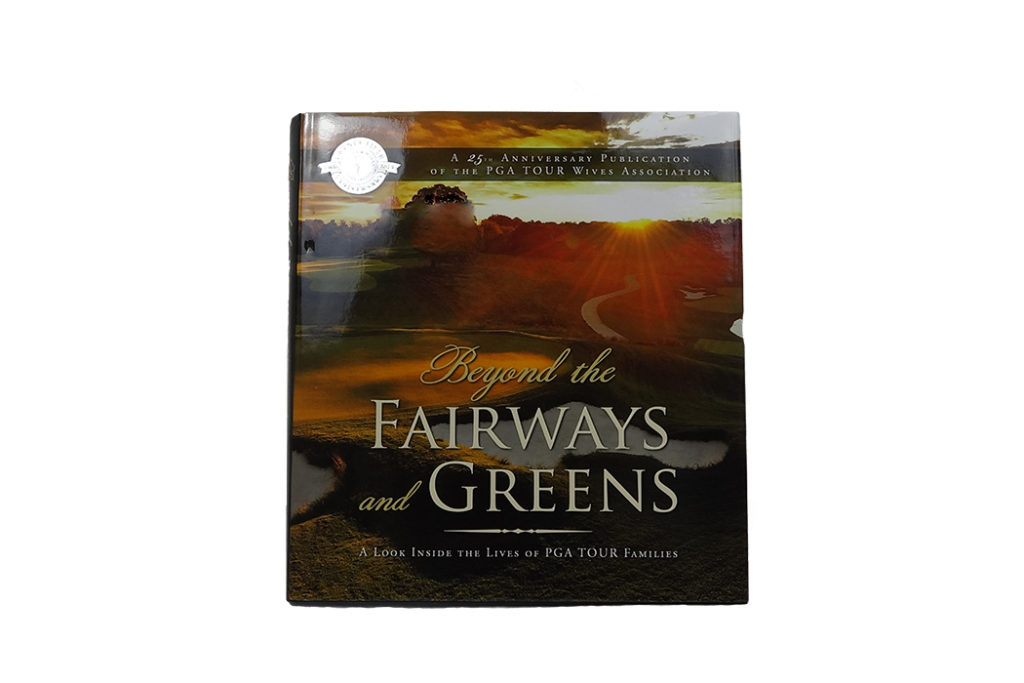 A 25TH ANNIVERSARY PUBLICATION
OF THE PGA TOUR WIVES ASSOCIATION
Beyond the
FAIRWAYS
and GREENS
A LOOK INSIDE THE LIVES OF PGA TOUR FAMILIES